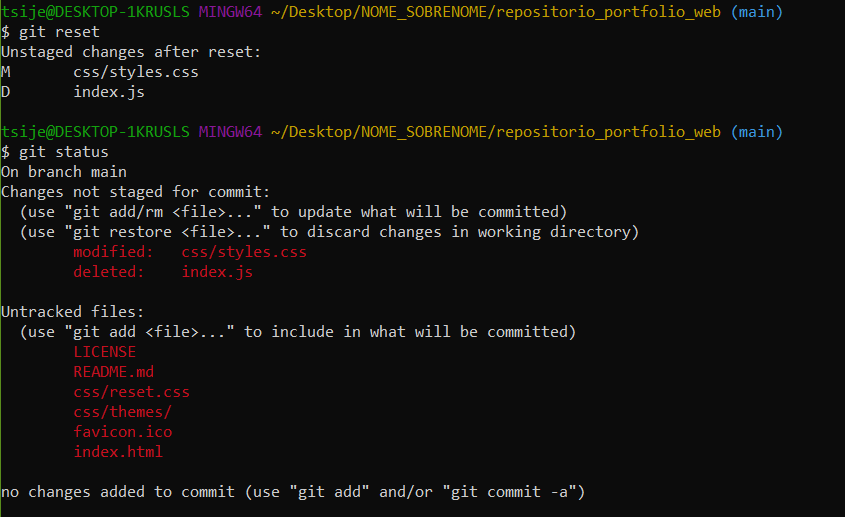 tsije@DESKTOP-1KRUSLS MINGW64 ~/Desktop/NOME_SOBRENOME/repositorio_portfolio_web (main)
$ git reset
Unstaged changes after reset:
M       css/styles.css
D       index.js

tsije@DESKTOP-1KRUSLS MINGW64 ~/Desktop/NOME_SOBRENOME/repositorio_portfolio_web (main)
$ git status
On branch main
Changes not staged for commit:
  (use "git add/rm <file>..." to update what will be committed)
  (use "git restore <file>..." to discard changes in working directory)
        modified:   css/styles.css
        deleted:    index.js

Untracked files:
  (use "git add <file>..." to include in what will be committed)
        LICENSE
        README.md
        css/reset.css
        css/themes/
        favicon.ico
        index.html

no changes added to commit (use "git add" and/or "git commit -a")